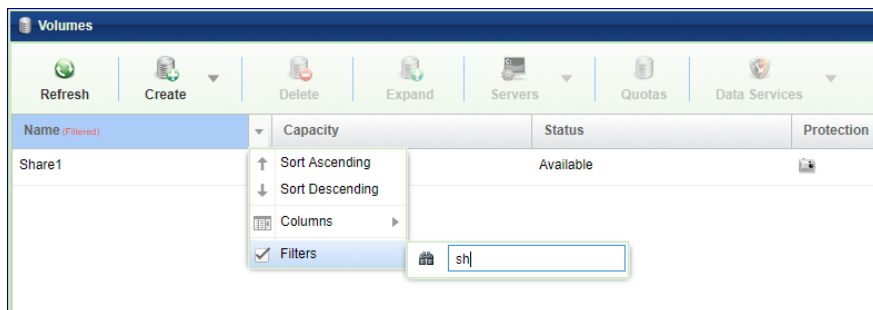 Volumes
Refresh Create Delete Expand Servers Quotas Data Services
Name (Filtered) Capacity Status Protection
Share1 Available
Sort Ascending
Sort Descending
Columns
Filters
sh